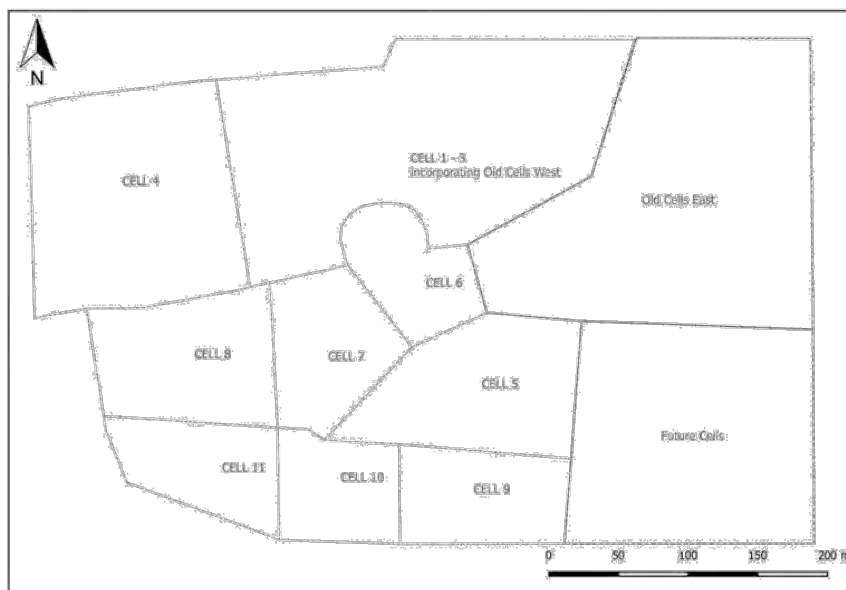 N
CELL 1 - 3
Incorporating Old Cells West
CELL 4
Old Cells East
CELL 6
CELL 8
CELL 7
CELL 5
Future Cells
CELL 11
CELL 10
CELL 9
0 50 100 150 200 m